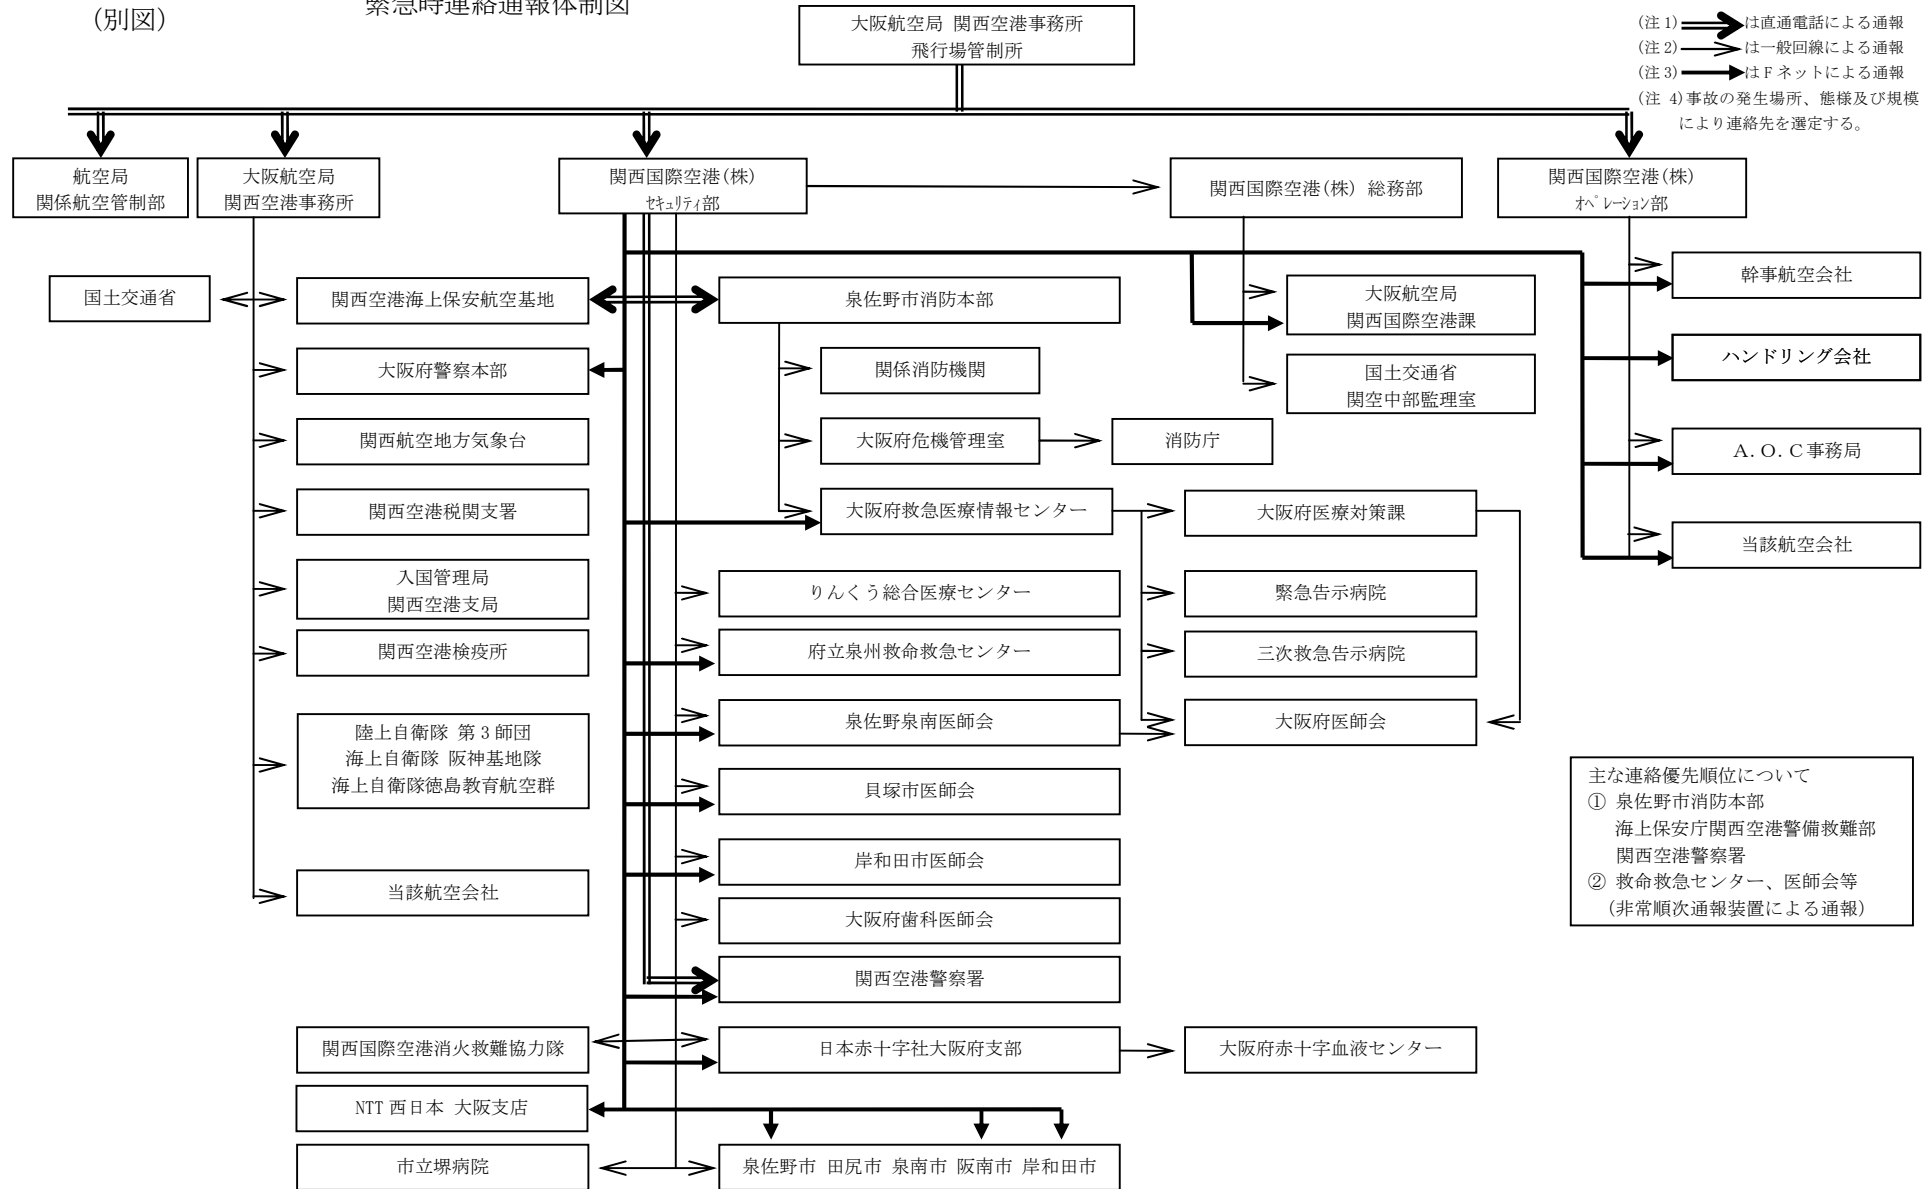 (別図)
緊急時連絡通報体制図
大阪航空局 関西空港事務所
飛行場管制所
(注1) は直通電話による通報
(注2) は一般回線による通報
(注3) はFネットによる通報
(注 4)事故の発生場所、態様及び規模
により連絡先を選定する。
航空局
関係航空管制部
大阪航空局
関西空港事務所
関西国際空港(株)
セキュリティ部
関西国際空港(株) 総務部
関西国際空港(株)
オペレーション部
国土交通省
関西空港海上保安航空基地
泉佐野市消防本部
大阪航空局
関西国際空港課
幹事航空会社
大阪府警察本部
関係消防機関
国土交通省
関空中部監理室
ハンドリング会社
関西航空地方気象台
大阪府危機管理室
消防庁
A.O.C事務局
関西空港税関支署
大阪府救急医療情報センター
大阪府医療対策課
当該航空会社
入国管理局
関西空港支局
りんくう総合医療センター
緊急告示病院
関西空港検疫所
府立泉州救命救急センター
三次救急告示病院
陸上自衛隊 第3師団
海上自衛隊 阪神基地隊
海上自衛隊徳島教育航空群
泉佐野泉南医師会
大阪府医師会
貝塚市医師会
岸和田市医師会
当該航空会社
大阪府歯科医師会
関西空港警察署
主な連絡優先順位について
① 泉佐野市消防本部
海上保安庁関西空港警備救難部
関西空港警察署
② 救命救急センター、医師会等
(非常順次通報装置による通報)
関西国際空港消火救難協力隊
日本赤十字社大阪府支部
大阪府赤十字血液センター
NTT西日本 大阪支店
市立堺病院
泉佐野市 田尻市 泉南市 阪南市 岸和田市